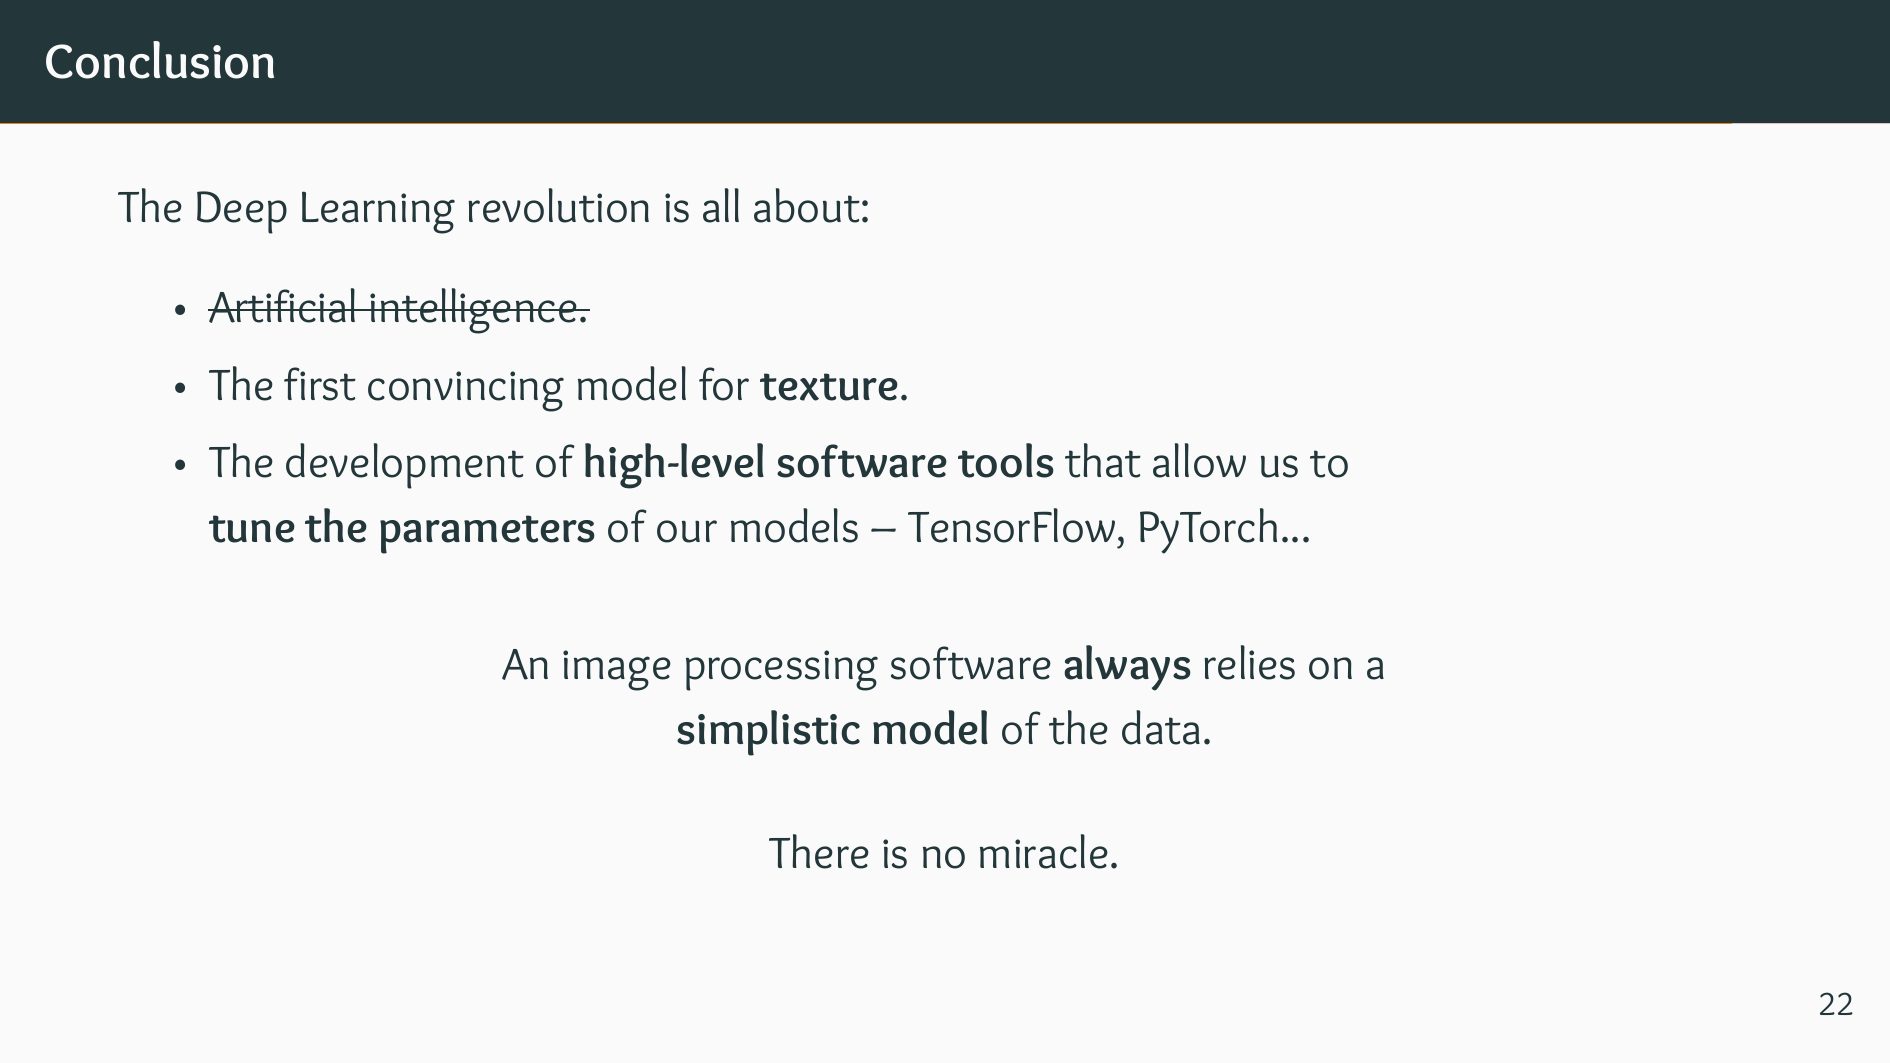 Conclusion
The Deep Learning revolution is all about:
• Artificial intelligence.
• The first convincing model for texture.
• The development of high-level software tools that allow us to
tune the parameters of our models – TensorFlow, PyTorch...
An image processing software always relies on a
simplistic model of the data.
There is no miracle.
22